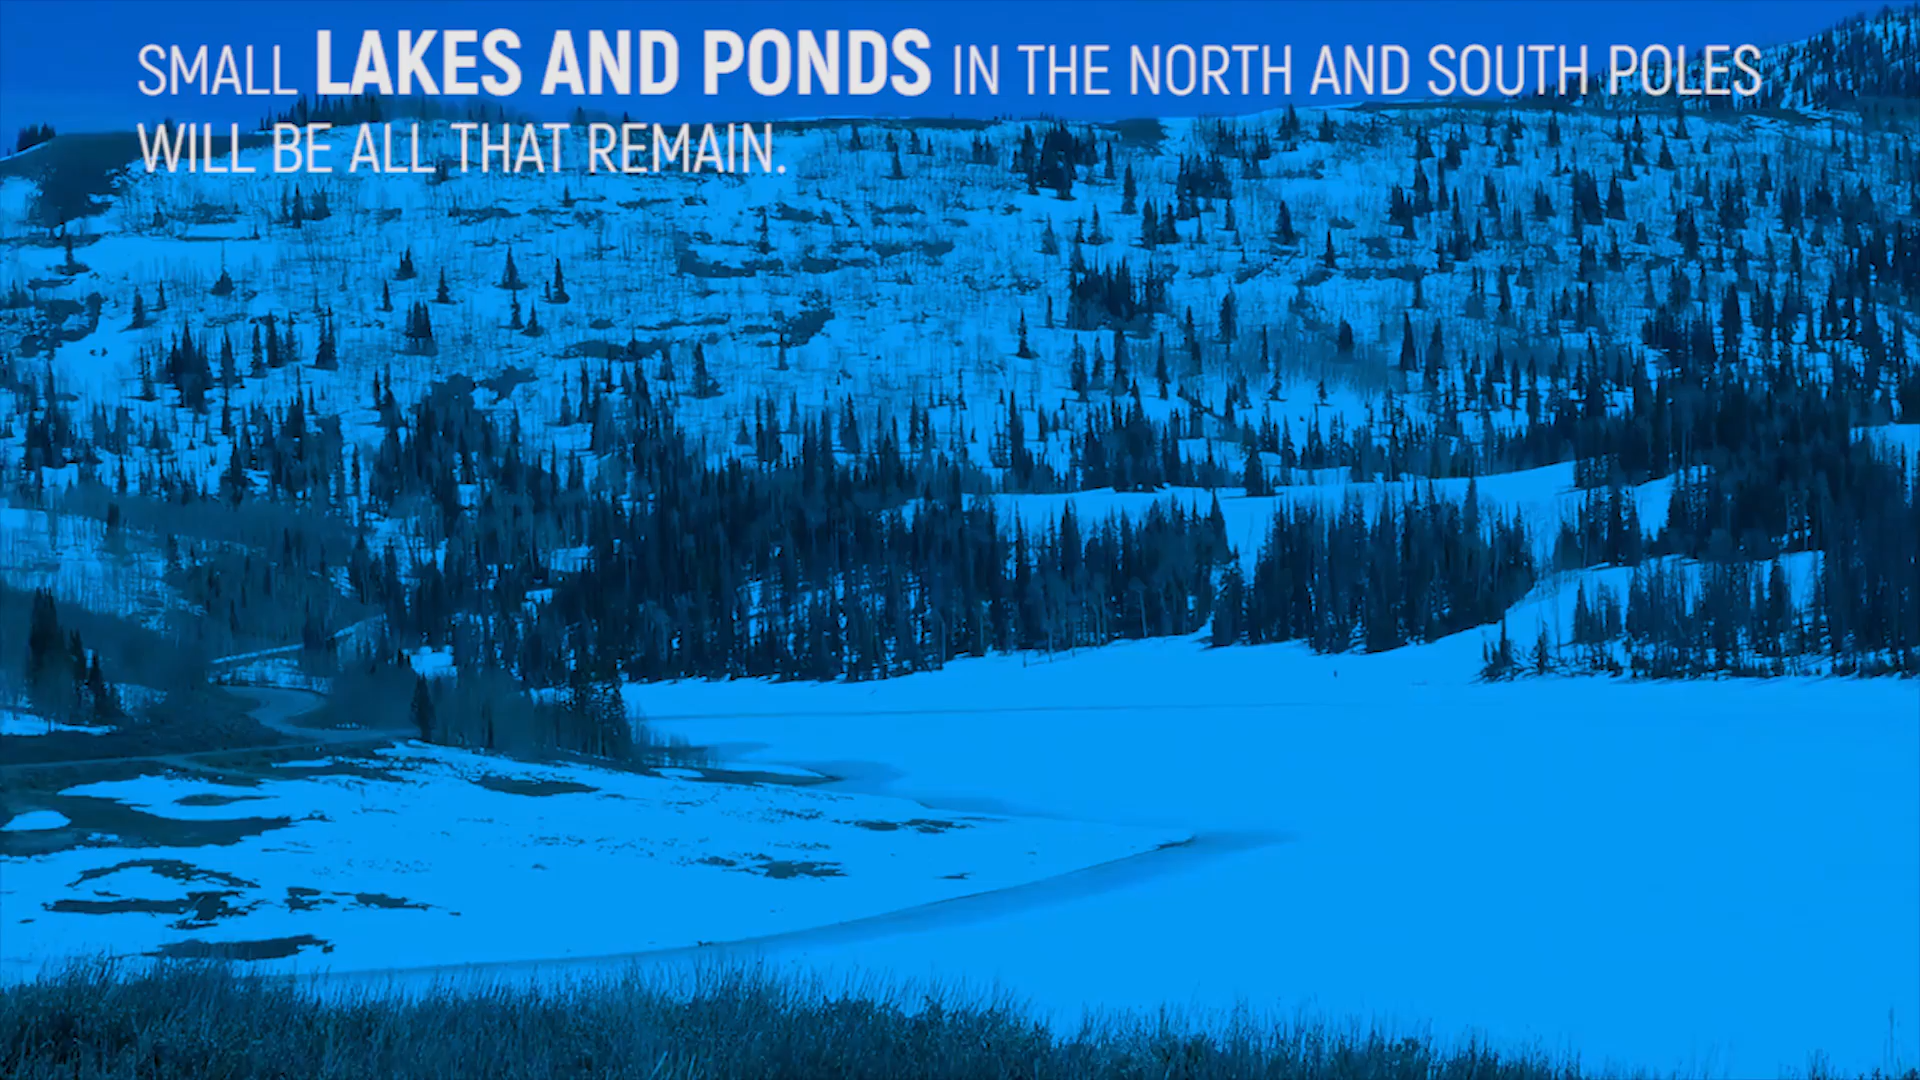 SMALL LAKES AND PONDS IN THE NORTH AND SOUTH POLES
WILL BE ALL THAT REMAIN.